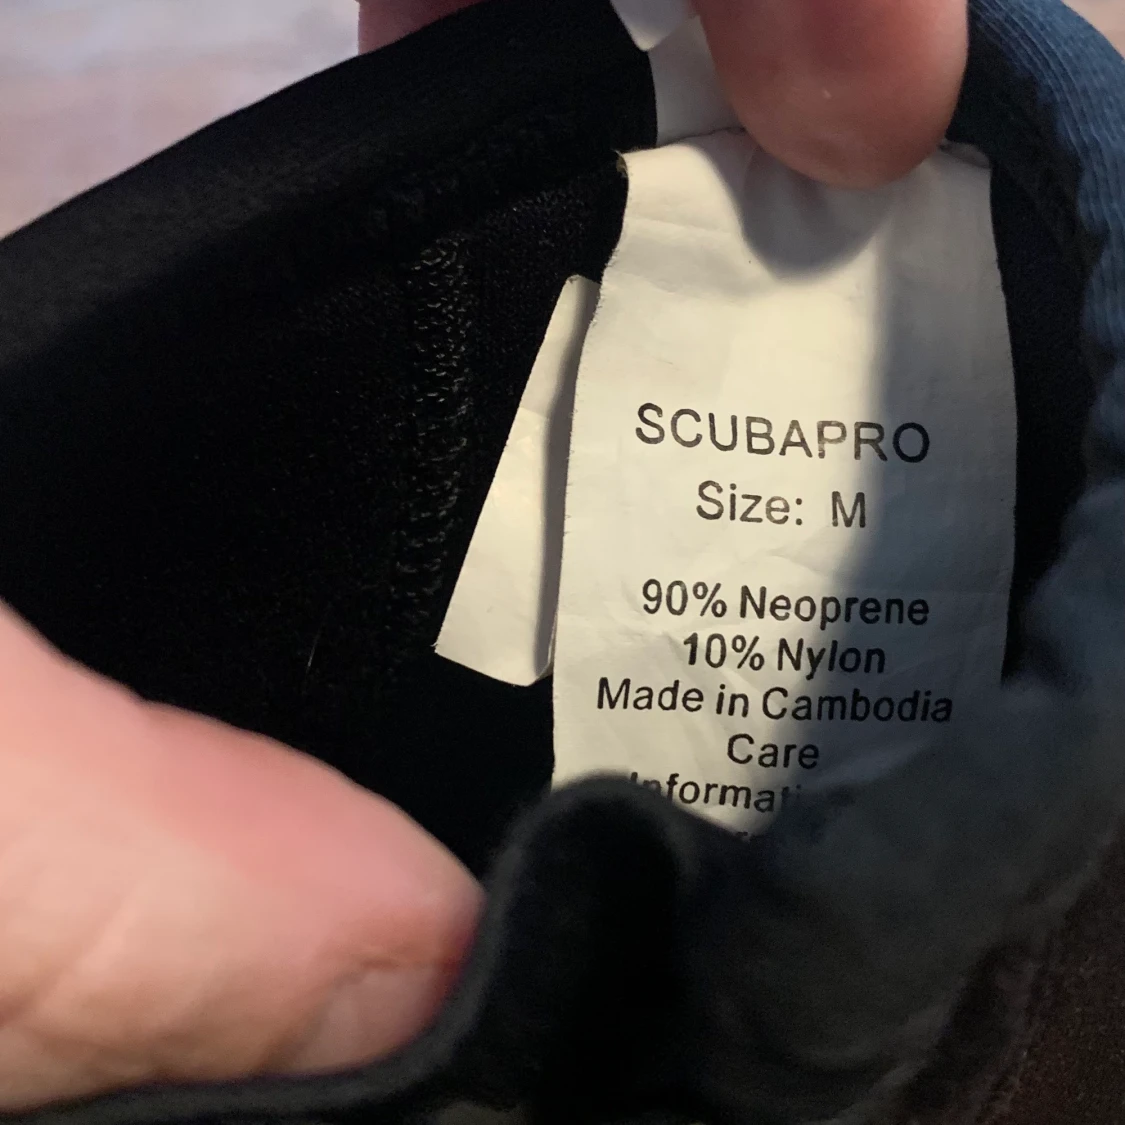 SCUBAPRO
Size: M
90% Neoprene
10% Nylon
Made in Cambodia
Care